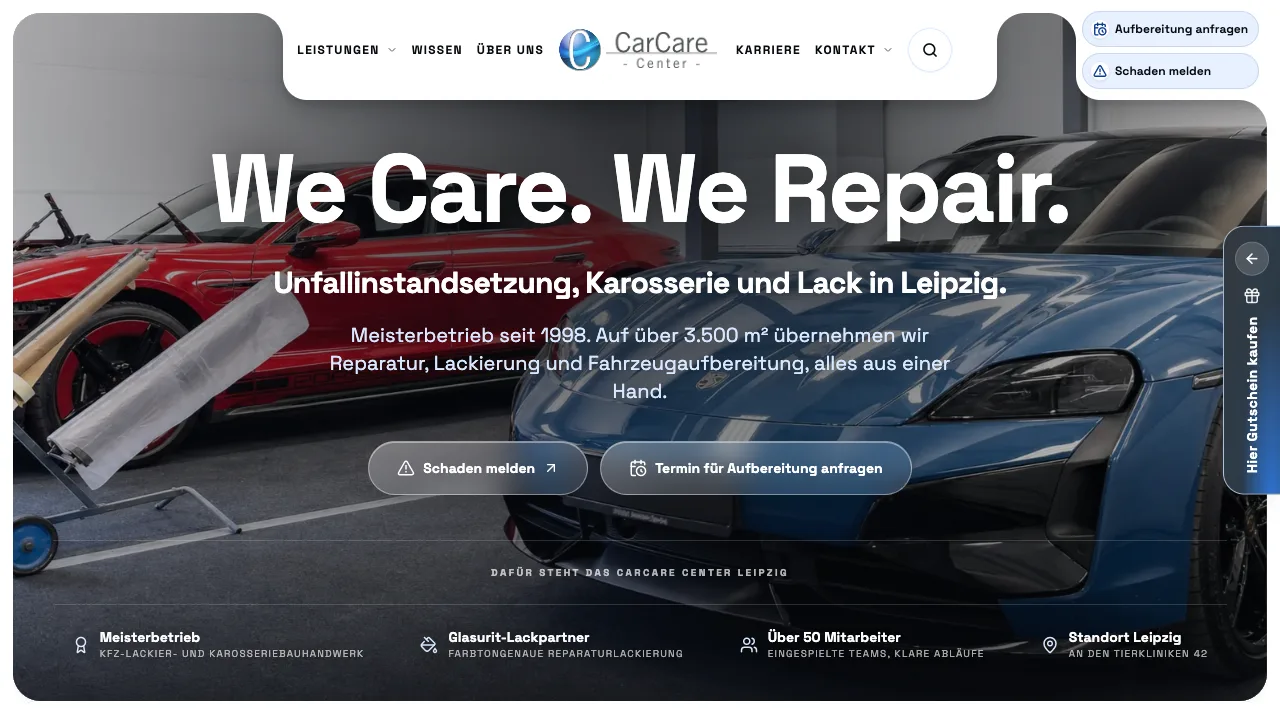 LEISTUNGEN
WISSEN
ÜBER UNS
C CarCare
- Center -
KARRIERE
KONTAKT
Aufbereitung anfragen
Schaden melden
We Care. We Repair.
Unfallinstandsetzung, Karosserie und Lack in Leipzig.
Meisterbetrieb seit 1998. Auf über 3.500 m² übernehmen wir
Reparatur, Lackierung und Fahrzeugaufbereitung, alles aus einer
Hand.
Schaden melden
Termin für Aufbereitung anfragen
Hier Gutschein kaufen
DAFÜR STEHT DAS CARCARE CENTER LEIPZIG
Meisterbetrieb
KFZ-LACKIER- UND KAROSSERIEBAUHANDWERK
Glasurit-Lackpartner
FARBTONGENAUE REPARATURLACKIERUNG
Über 50 Mitarbeiter
EINGESPIELTE TEAMS, KLARE ABLÄUFE
Standort Leipzig
AN DEN TIERKLINIKEN 42